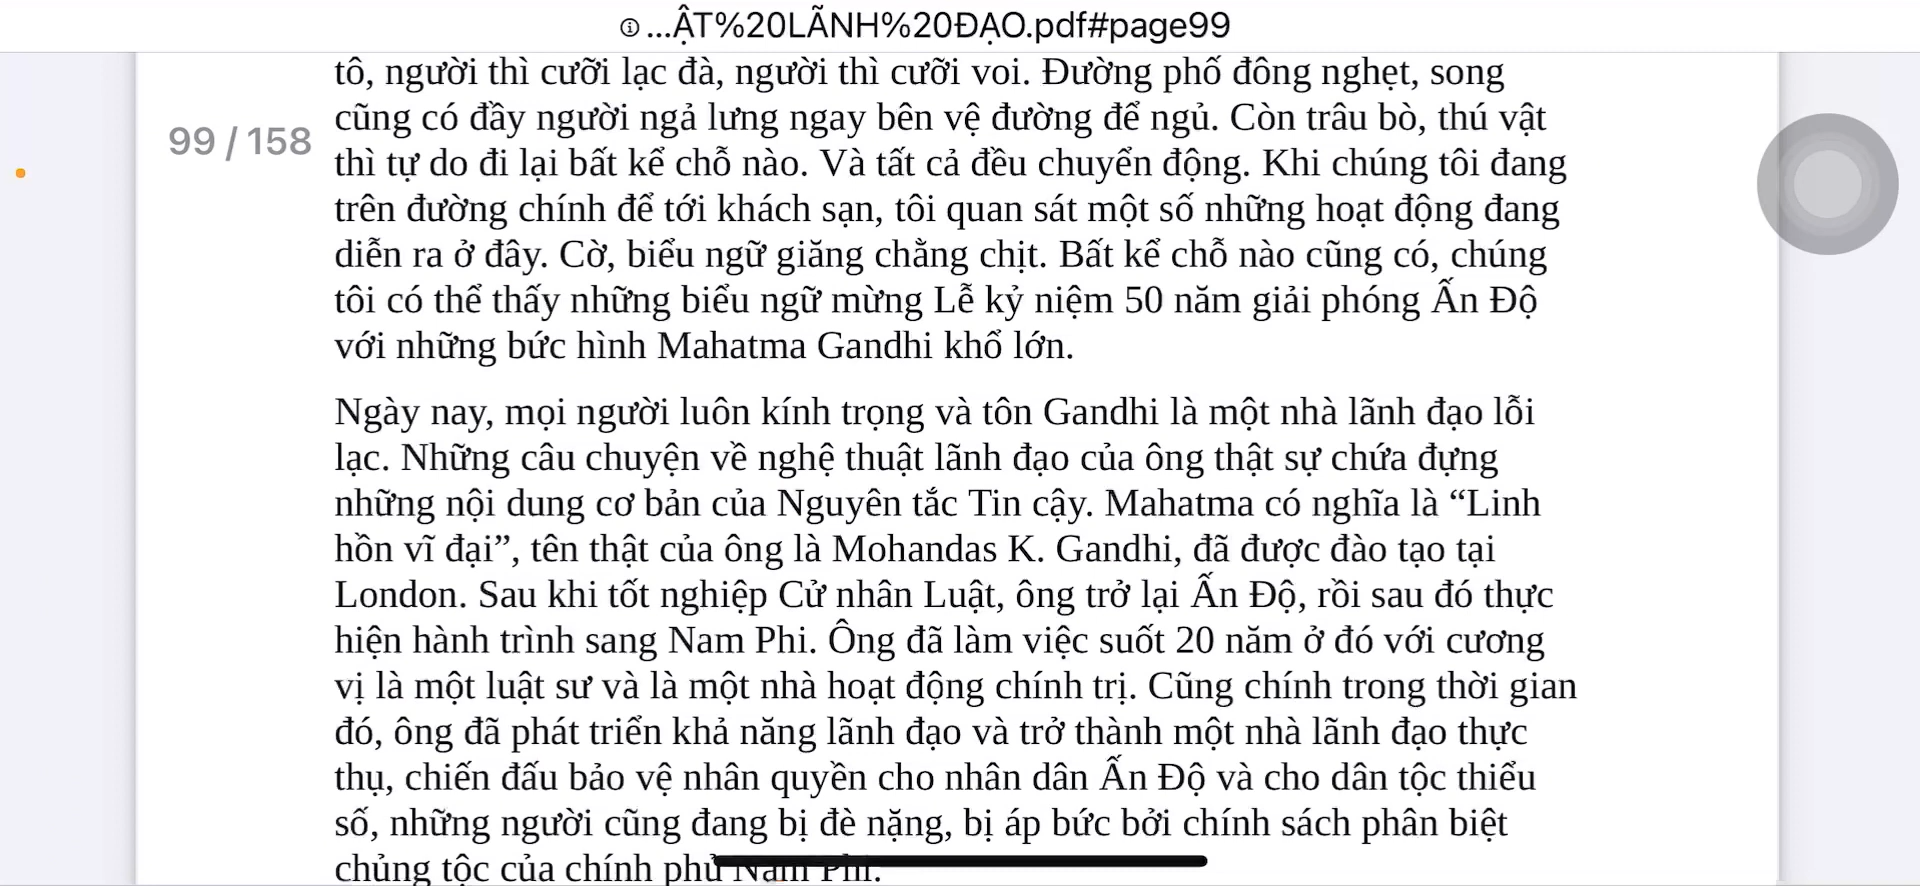 ...ẬT%20LÃNH%20ĐẠO.pdf#page99
99 / 158
tô, người thì cưỡi lạc đà, người thì cưỡi voi. Đường phố đông nghẹt, song
cũng có đầy người ngả lưng ngay bên vệ đường để ngủ. Còn trâu bò, thú vật
thì tự do đi lại bất kể chỗ nào. Và tất cả đều chuyển động. Khi chúng tôi đang
trên đường chính để tới khách sạn, tôi quan sát một số những hoạt động đang
diễn ra ở đây. Cờ, biểu ngữ giăng chằng chịt. Bất kể chỗ nào cũng có, chúng
tôi có thể thấy những biểu ngữ mừng Lễ kỷ niệm 50 năm giải phóng Ấn Độ
với những bức hình Mahatma Gandhi khổ lớn.
Ngày nay, mọi người luôn kính trọng và tôn Gandhi là một nhà lãnh đạo lỗi
lạc. Những câu chuyện về nghệ thuật lãnh đạo của ông thật sự chứa đựng
những nội dung cơ bản của Nguyên tắc Tin cậy. Mahatma có nghĩa là “Linh
hồn vĩ đại”, tên thật của ông là Mohandas K. Gandhi, đã được đào tạo tại
London. Sau khi tốt nghiệp Cử nhân Luật, ông trở lại Ấn Độ, rồi sau đó thực
hiện hành trình sang Nam Phi. Ông đã làm việc suốt 20 năm ở đó với cương
vị là một luật sư và là một nhà hoạt động chính trị. Cũng chính trong thời gian
đó, ông đã phát triển khả năng lãnh đạo và trở thành một nhà lãnh đạo thực
thụ, chiến đấu bảo vệ nhân quyền cho nhân dân Ấn Độ và cho dân tộc thiểu
số, những người cũng đang bị đè nặng, bị áp bức bởi chính sách phân biệt
chủng tộc của chính phủ Nam Phi.